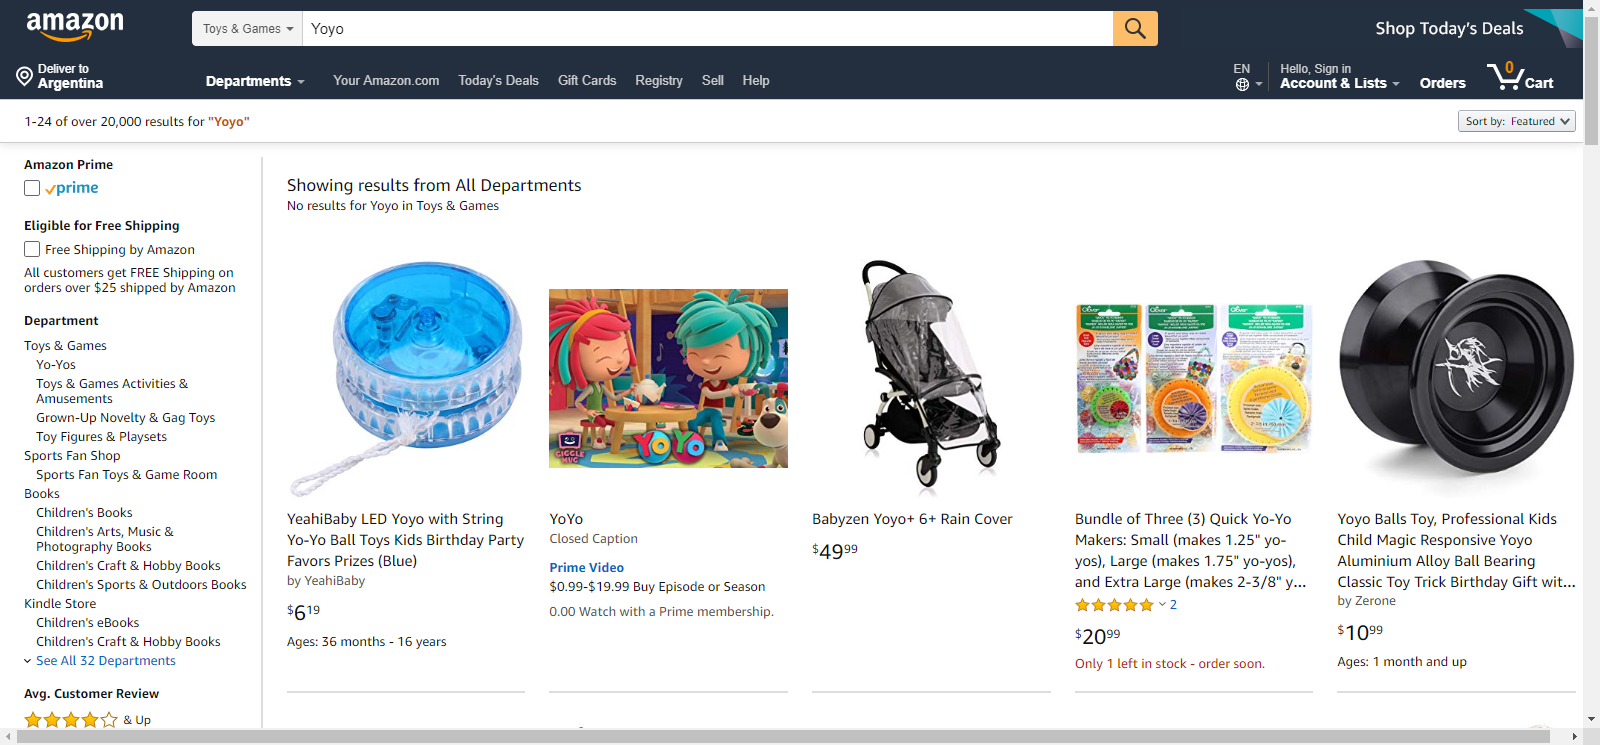 amazon
Toys & Games
Yoyo
Shop Today's Deals
Deliver to
Argentina
Departments
Your Amazon.com
Today's Deals
Gift Cards
Registry
Sell
Help
EN
Hello, Sign in
Account & Lists
Orders
0
Cart
1-24 of over 20,000 results for "Yoyo"
Sort by: Featured
Amazon Prime
prime
Eligible for Free Shipping
Free Shipping by Amazon
All customers get FREE Shipping on
orders over $25 shipped by Amazon
Department
Toys & Games
Yo-Yos
Toys & Games Activities &
Amusements
Grown-Up Novelty & Gag Toys
Toy Figures & Playsets
Sports Fan Shop
Sports Fan Toys & Game Room
Books
Children's Books
Children's Arts, Music &
Photography Books
Children's Craft & Hobby Books
Children's Sports & Outdoors Books
Kindle Store
Children's eBooks
Children's Craft & Hobby Books
See All 32 Departments
Avg. Customer Review
& Up
Showing results from All Departments
No results for Yoyo in Toys & Games
YeahiBaby LED Yoyo with String
Yo-Yo Ball Toys Kids Birthday Party
Favors Prizes (Blue)
by YeahiBaby
$6 19
Ages: 36 months - 16 years
GIGGLE
MUG
YOYO
YoYo
Closed Caption
Prime Video
$0.99-$19.99 Buy Episode or Season
0.00 Watch with a Prime membership.
Babyzen Yoyo+ 6+ Rain Cover
$49 99
Clover
Clover
Clover
Bundle of Three (3) Quick Yo-Yo
Makers: Small (makes 1.25" yo-
yos), Large (makes 1.75" yo-yos),
and Extra Large (makes 2-3/8" y...
2
$20 99
Only 1 left in stock - order soon.
Yoyo Balls Toy, Professional Kids
Child Magic Responsive Yoyo
Aluminium Alloy Ball Bearing
Classic Toy Trick Birthday Gift wit...
by Zerone
$10 99
Ages: 1 month and up